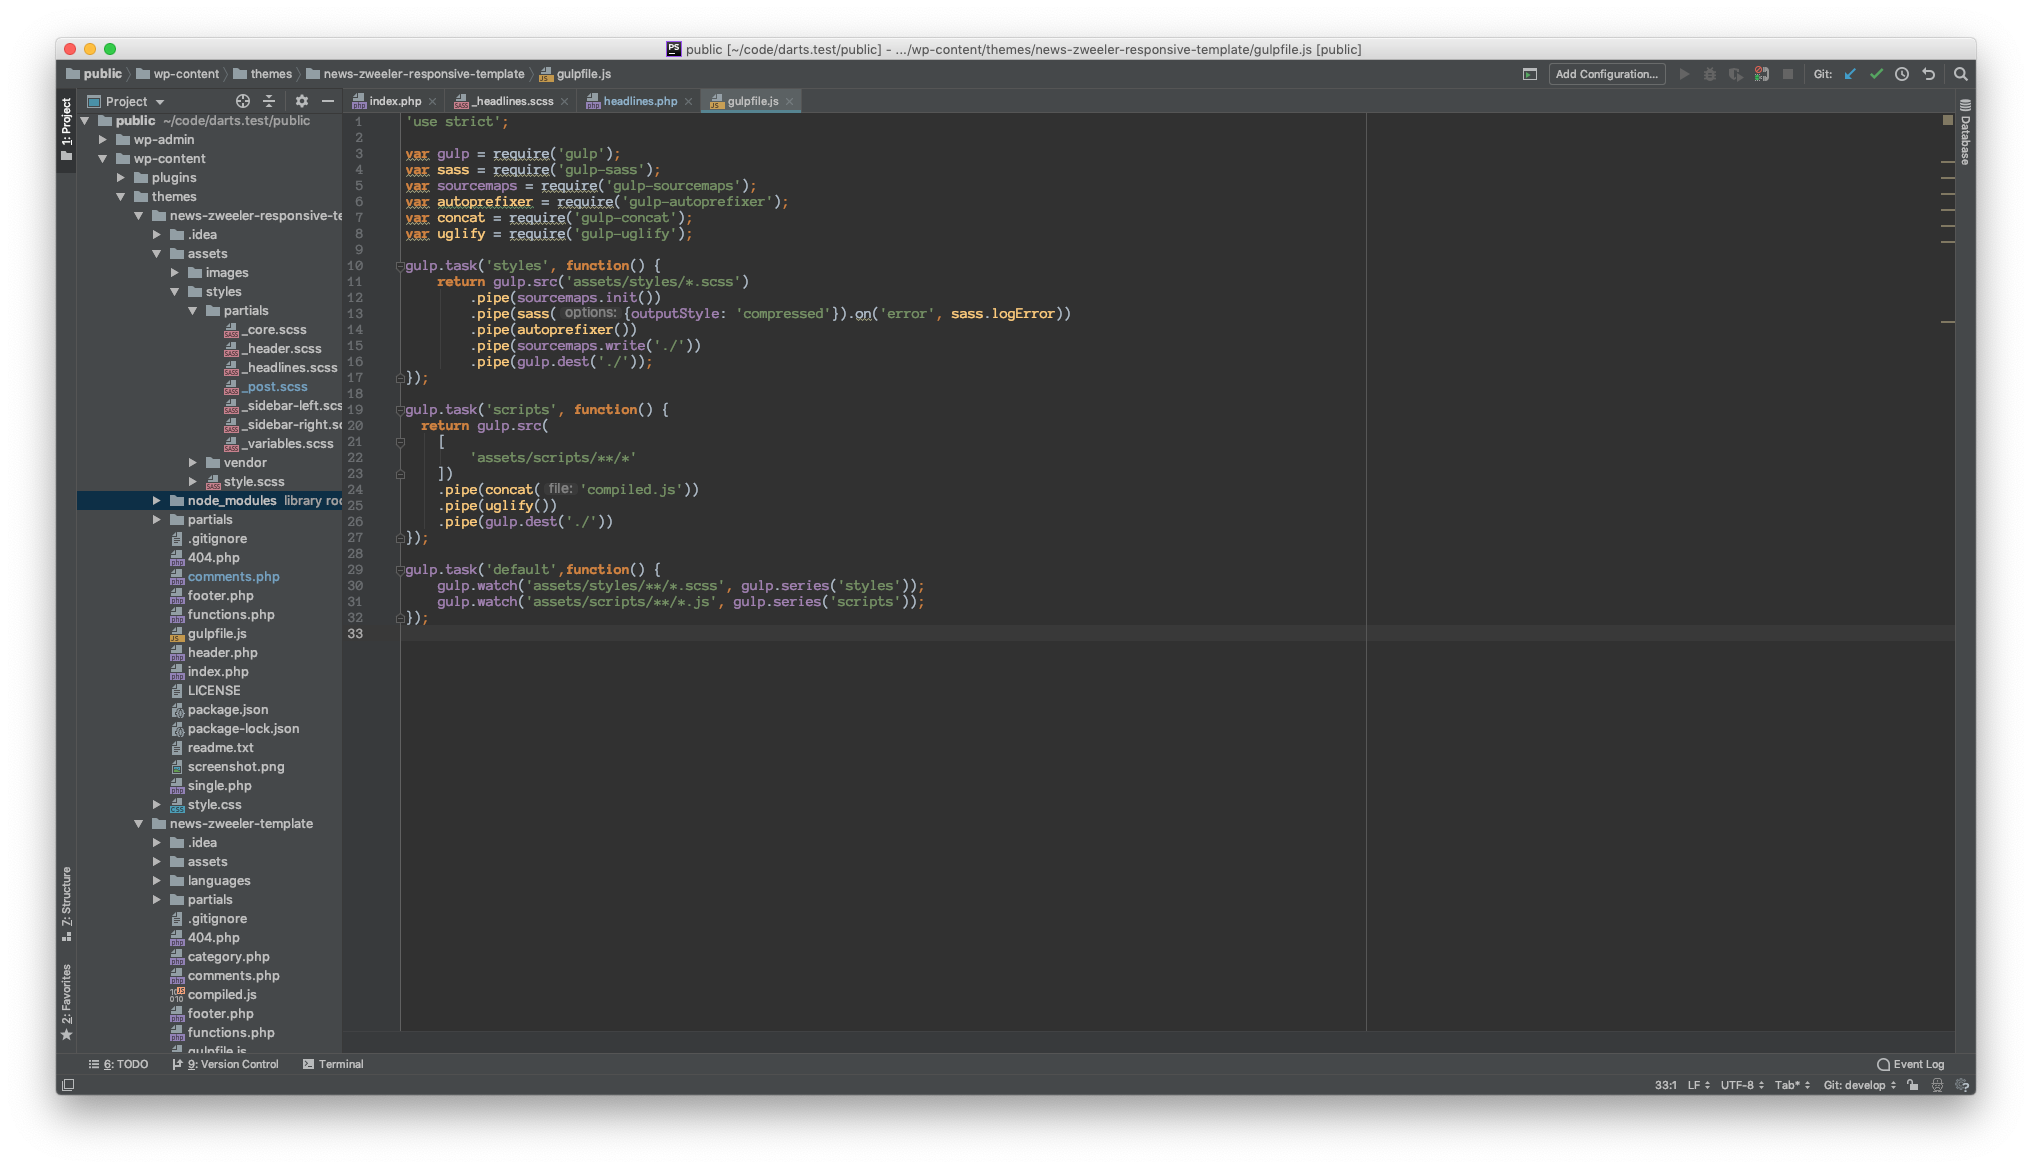 PS public [~/code/darts.test/public] - .../wp-content/themes/news-zweeler-responsive-template/gulpfile.js [public]
public wp-content themes news-zweeler-responsive-template gulpfile.js
Add Configuration... Git:
1: Project
Project
index.php _headlines.scss headlines.php gulpfile.js
Database
public ~/code/darts.test/public
wp-admin
wp-content
plugins
themes
news-zweeler-responsive-te
.idea
assets
images
styles
partials
_core.scss
_header.scss
_headlines.scss
_post.scss
_sidebar-left.scs
_sidebar-right.sc
_variables.scss
vendor
style.scss
node_modules library roo
partials
.gitignore
404.php
comments.php
footer.php
functions.php
gulpfile.js
header.php
index.php
LICENSE
package.json
package-lock.json
readme.txt
screenshot.png
single.php
style.css
news-zweeler-template
.idea
assets
languages
partials
.gitignore
404.php
category.php
comments.php
compiled.js
footer.php
functions.php
gulpfile.js
1 'use strict';
2
3 var gulp = require('gulp');
4 var sass = require('gulp-sass');
5 var sourcemaps = require('gulp-sourcemaps');
6 var autoprefixer = require('gulp-autoprefixer');
7 var concat = require('gulp-concat');
8 var uglify = require('gulp-uglify');
9
10 gulp.task('styles', function() {
11 return gulp.src('assets/styles/*.scss')
12 .pipe(sourcemaps.init())
13 .pipe(sass( options: {outputStyle: 'compressed'}).on('error', sass.logError))
14 .pipe(autoprefixer())
15 .pipe(sourcemaps.write('./'))
16 .pipe(gulp.dest('./'));
17 });
18
19 gulp.task('scripts', function() {
20 return gulp.src(
21 [
22 'assets/scripts/**/*'
23 ])
24 .pipe(concat( file: 'compiled.js'))
25 .pipe(uglify())
26 .pipe(gulp.dest('./'))
27 });
28
29 gulp.task('default',function() {
30 gulp.watch('assets/styles/**/*.scss', gulp.series('styles'));
31 gulp.watch('assets/scripts/**/*.js', gulp.series('scripts'));
32 });
33
Z: Structure
2: Favorites
6: TODO 9: Version Control Terminal Event Log
33:1 LF UTF-8 Tab* Git: develop